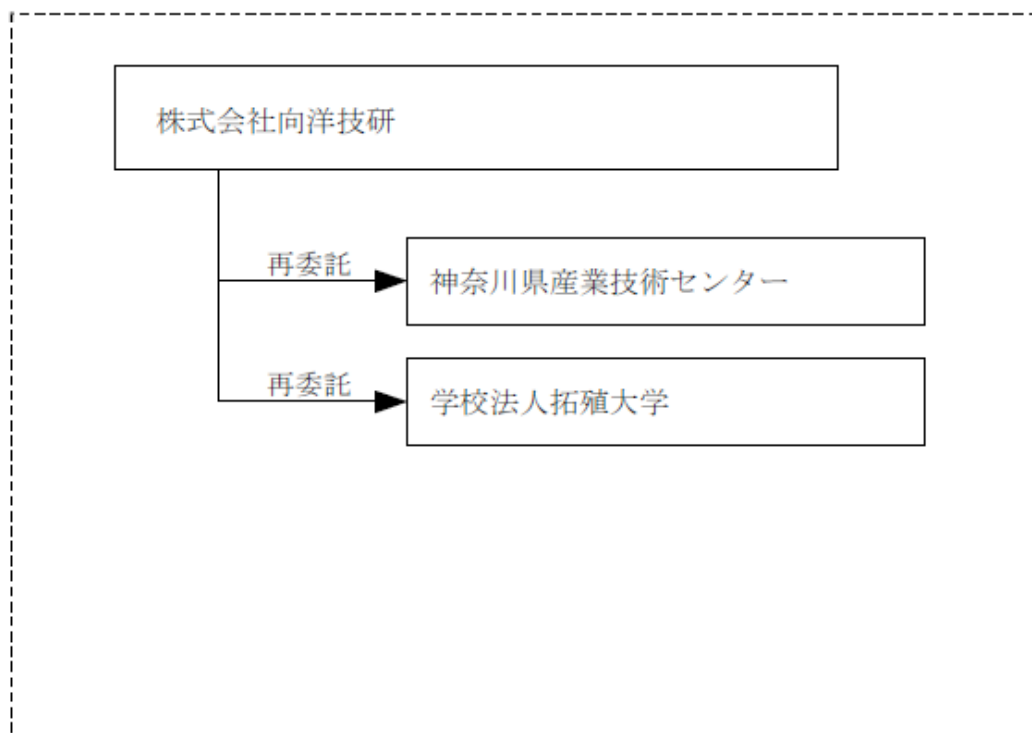 株式会社向洋技研
再委託
神奈川県産業技術センター
再委託
学校法人拓殖大学